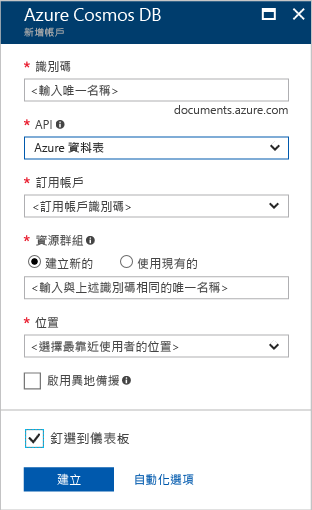 Azure Cosmos DB
新增帳戶
* 識別碼
<輸入唯一名稱>
documents.azure.com
* API
Azure 資料表
* 訂用帳戶
<訂用帳戶識別碼>
* 資源群組
建立新的 使用現有的
<輸入與上述識別碼相同的唯一名稱>
* 位置
<選擇最靠近使用者的位置>
啟用異地備援
釘選到儀表板
建立 自動化選項